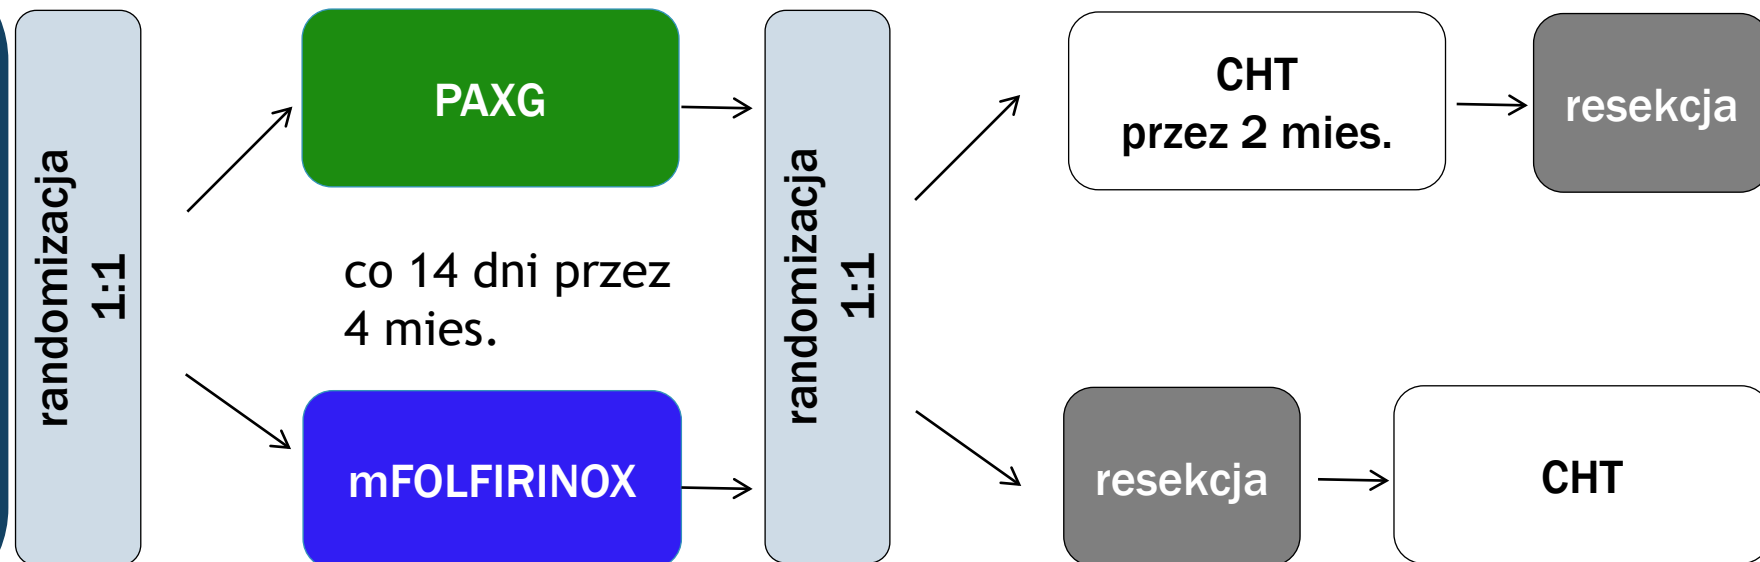 randomizacja
1:1
PAXG
co 14 dni przez
4 mies.
mFOLFIRINOX
randomizacja
1:1
CHT
przez 2 mies.
resekcja
resekcja
CHT